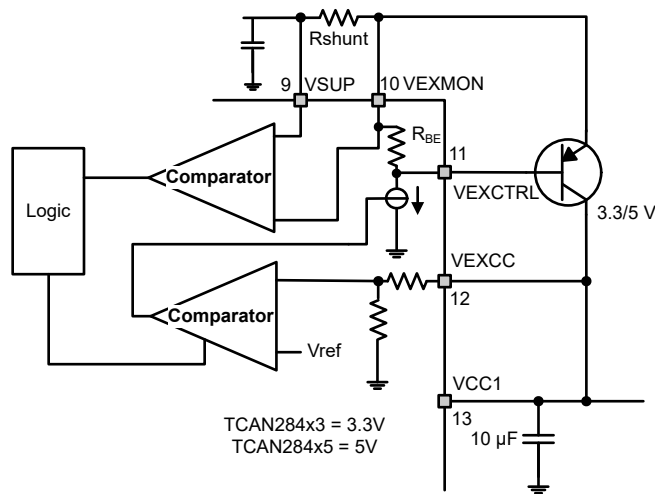 Rshunt
9 VSUP
10 VEXMON
RBE
11
Comparator
VEXCTRL
Logic
3.3/5 V
VEXCC
12
Comparator
Vref
VCC1
13
TCAN284x3 = 3.3V
TCAN284x5 = 5V
10 µF